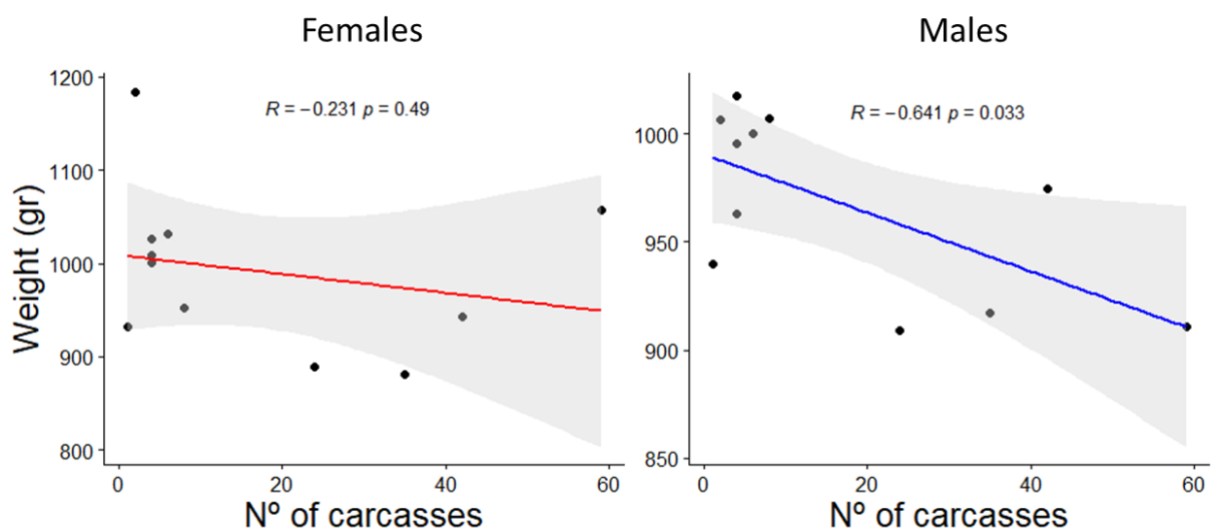 Females
Weight (gr)
1200
1100
1000
900
800
R = −0.231 p = 0.49
0
20
40
60
Nº of carcasses
Males
1000
950
900
850
R = −0.641 p = 0.033
0
20
40
60
Nº of carcasses